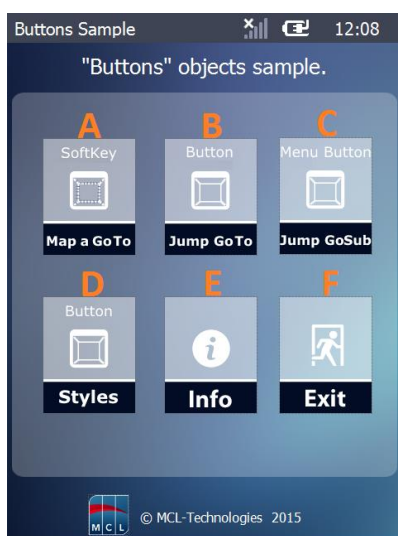 Buttons Sample 12:08
"Buttons" objects sample.
A B C
SoftKey Button Menu Button
Map a GoTo Jump GoTo Jump GoSub
D E F
Button
i
Styles Info Exit
MCL © MCL-Technologies 2015